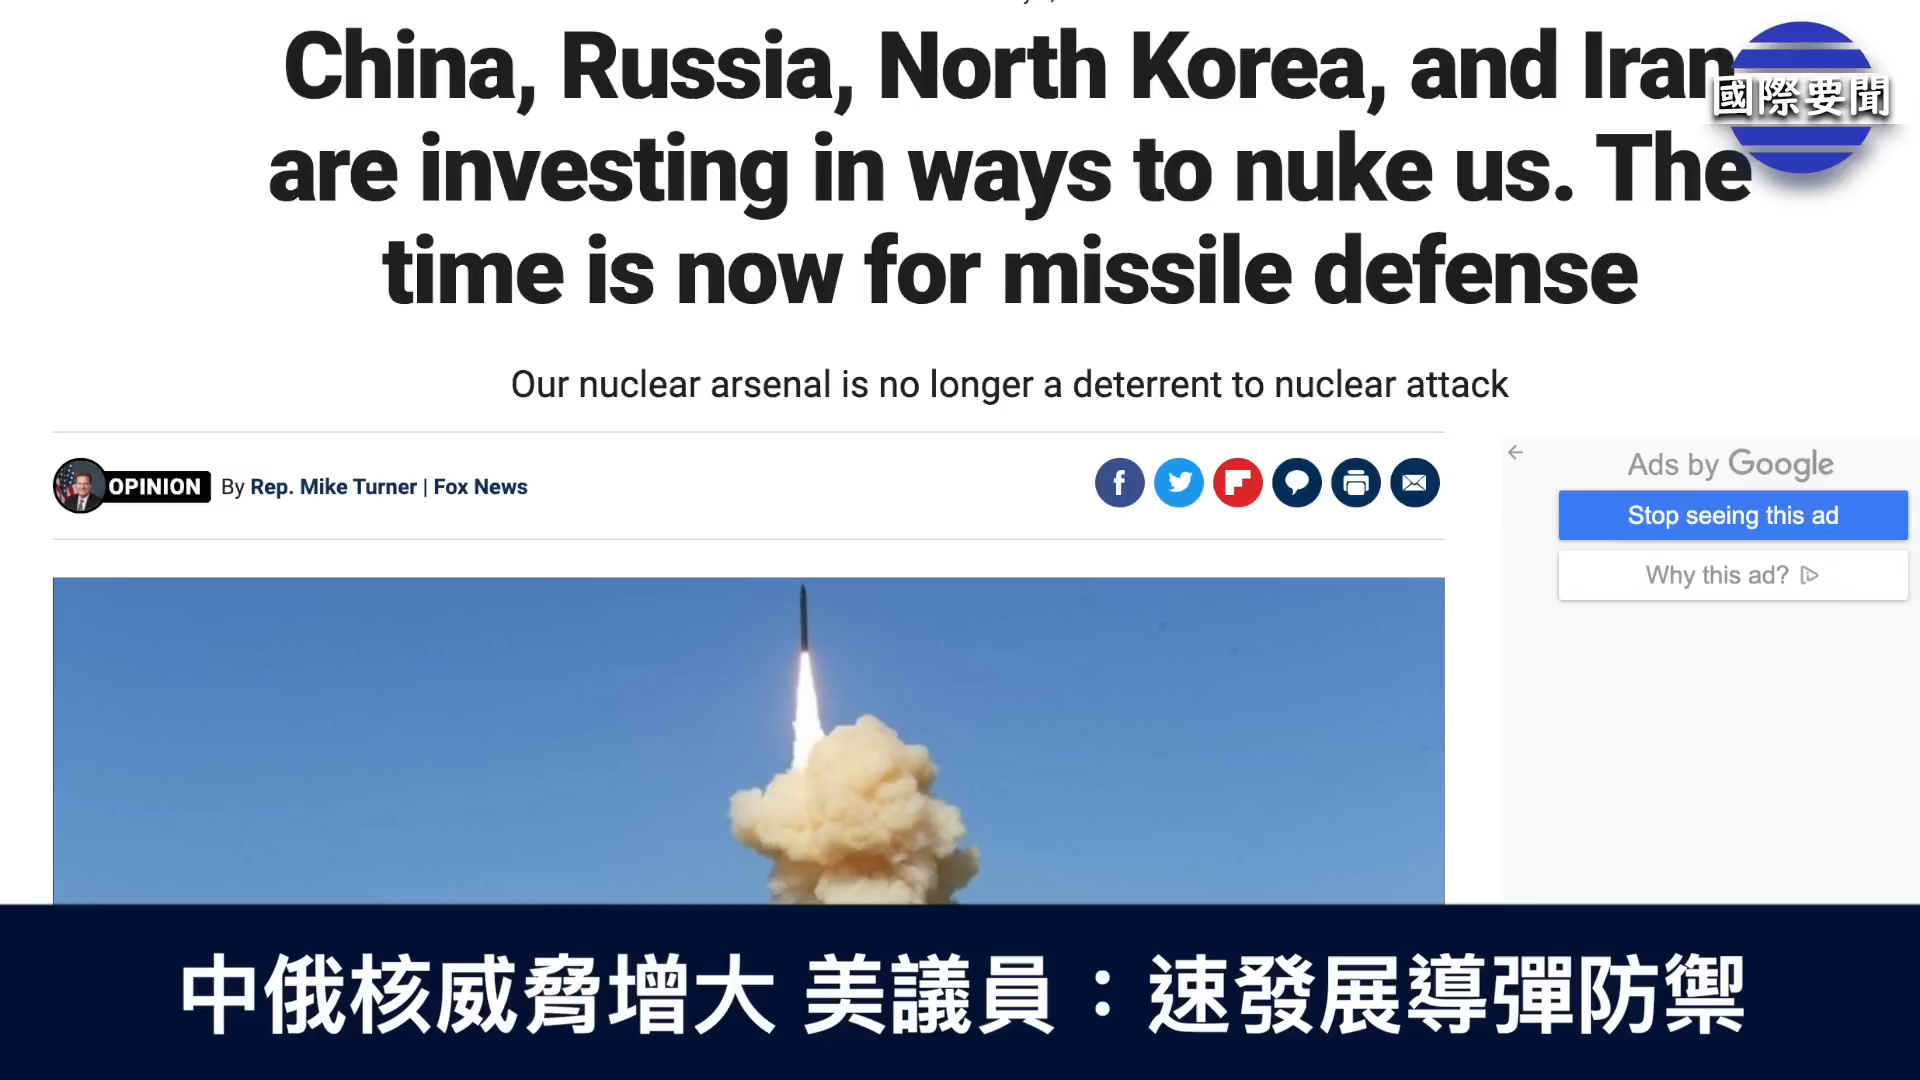 China, Russia, North Korea, and Iran
國際要聞
are investing in ways to nuke us. The
time is now for missile defense
Our nuclear arsenal is no longer a deterrent to nuclear attack
OPINION By Rep. Mike Turner | Fox News
Ads by Google
Stop seeing this ad
Why this ad?
中俄核威脅增大 美議員：速發展導彈防禦